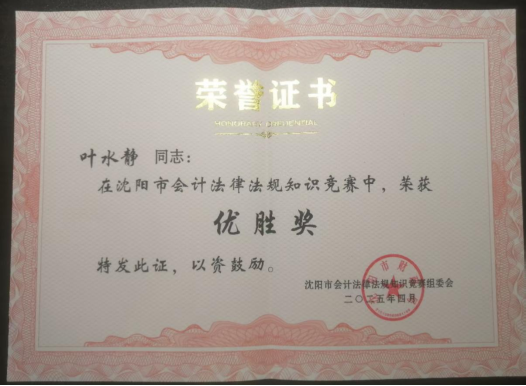 荣誉证书
叶水静 同志：
在沈阳市会计法律法规知识竞赛中，荣获
优胜奖
特发此证，以资鼓励。
沈阳市会计法律法规知识竞赛组委会
二〇二五年四月